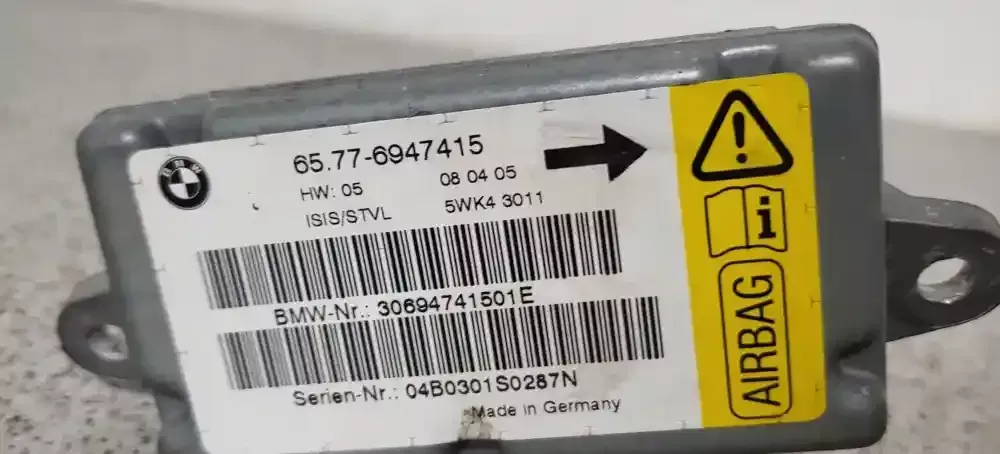 BMW
65.77-6947415
HW: 05 08 04 05
ISIS/STVL 5WK4 3011
BMW-Nr.: 30694741501E
Serien-Nr.: 04B0301S0287N
Made in Germany
i
AIRBAG